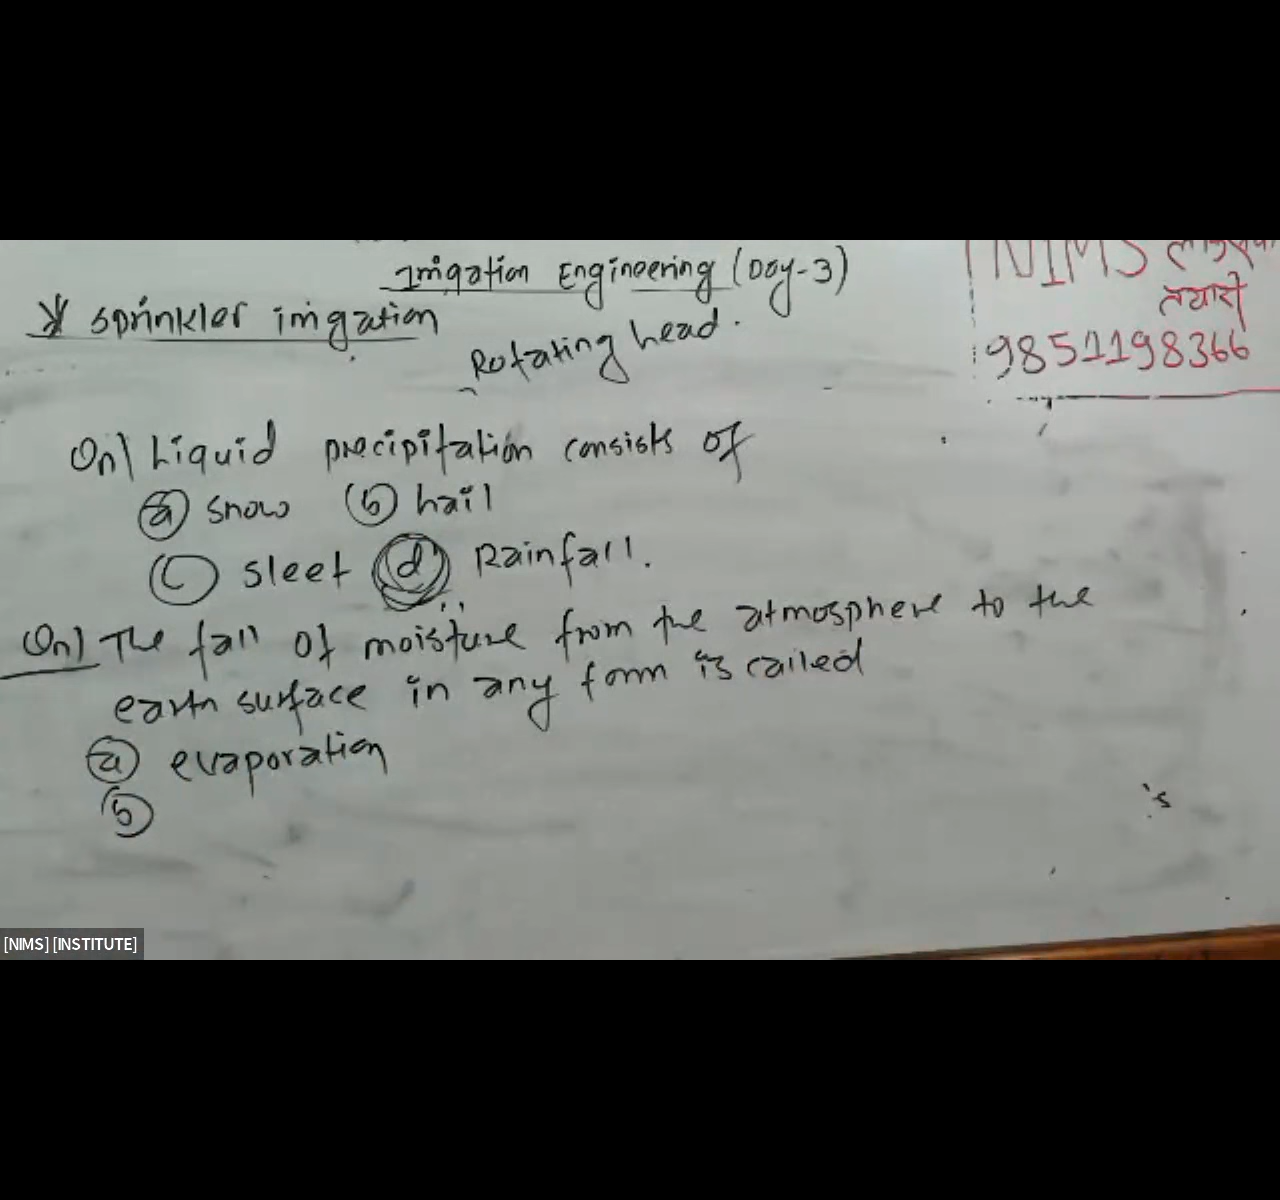 Irrigation Engineering (Day-3)
* sprinkler irrigation
Rotating head.
NIMS
तयारी
9851198366
Qn) Liquid precipitation consists of
(a) snow (b) hail
(c) sleet (d) Rainfall.
Qn) The fall of moisture from the atmosphere to the
earth surface in any form is called
(a) evaporation
(b)
[NIMS] [INSTITUTE]